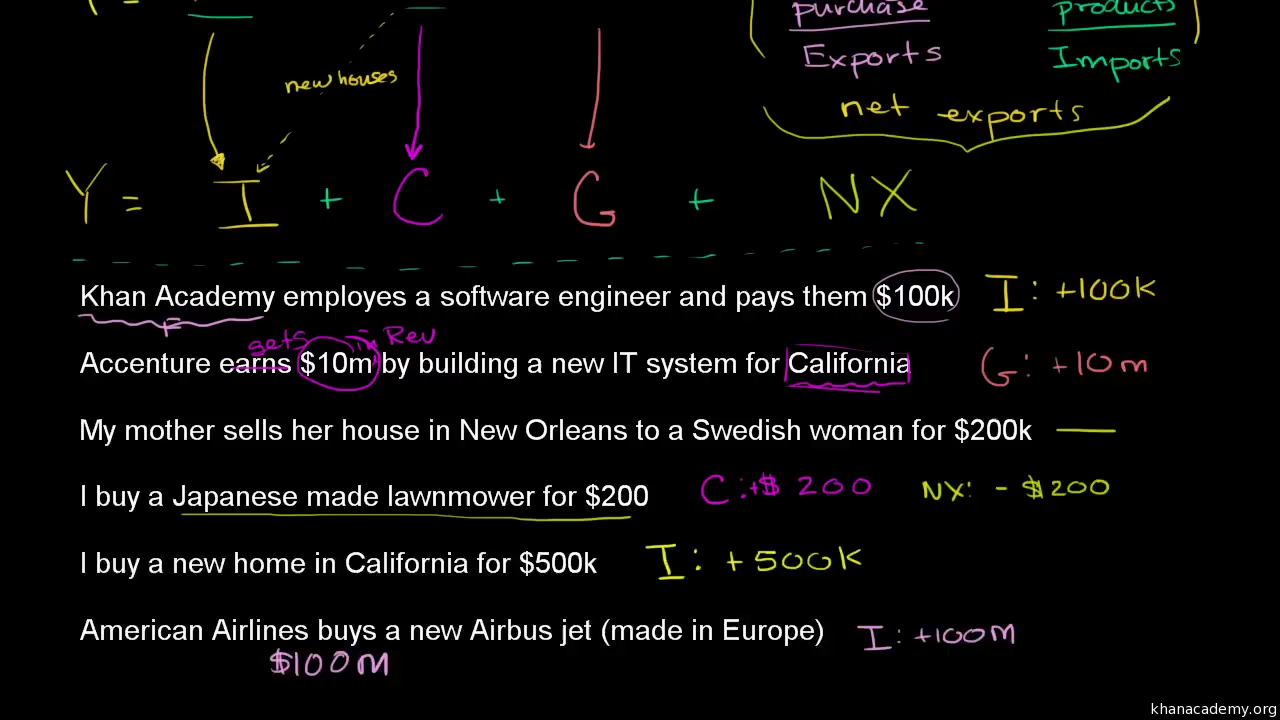 Y =
purchase products
Exports Imports
new houses
net exports
Y = I + C + G + NX
Khan Academy employes a software engineer and pays them $100k I: +100k
gets in Rev
Accenture earns $10m by building a new IT system for California G: +10m
My mother sells her house in New Orleans to a Swedish woman for $200k —
I buy a Japanese made lawnmower for $200 C: +$ 200 NX: - $200
I buy a new home in California for $500k I: +500k
American Airlines buys a new Airbus jet (made in Europe) I: +100M
$100M
khanacademy.org